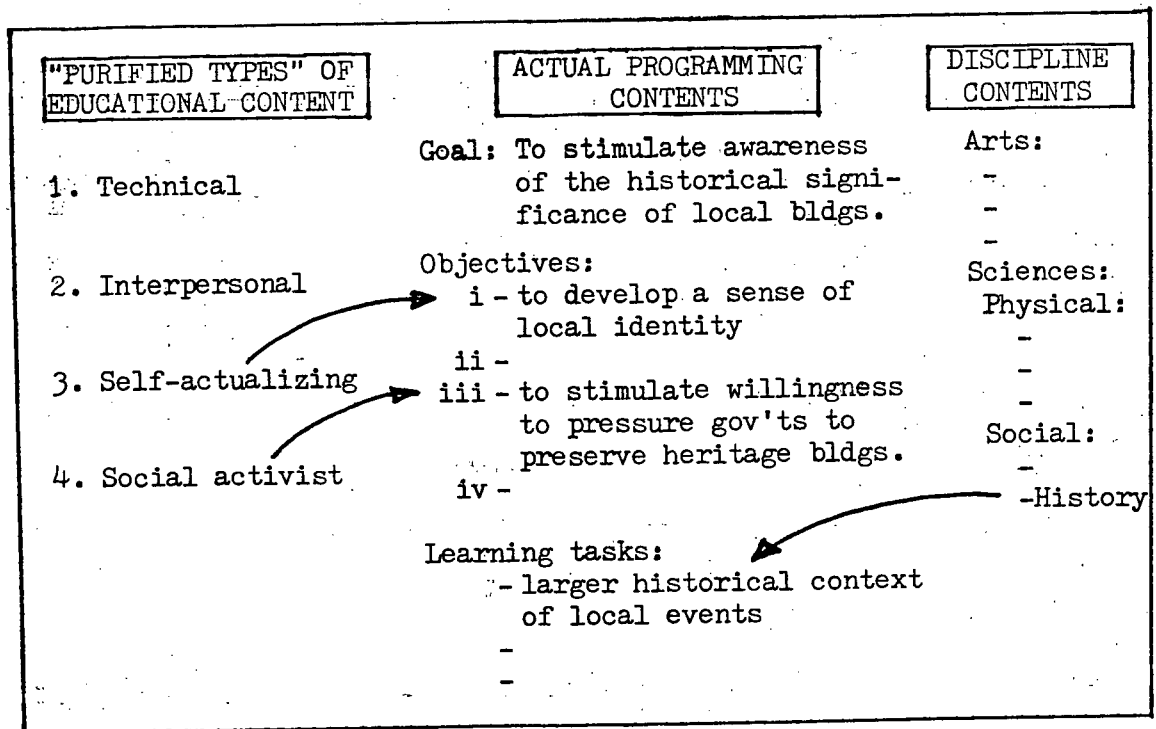 "PURIFIED TYPES" OF
EDUCATIONAL CONTENT
1. Technical
2. Interpersonal
3. Self-actualizing
4. Social activist
ACTUAL PROGRAMMING
CONTENTS
Goal: To stimulate awareness
of the historical signi-
ficance of local bldgs.
Objectives:
i - to develop a sense of
local identity
ii -
iii - to stimulate willingness
to pressure gov'ts to
preserve heritage bldgs.
iv -
Learning tasks:
- larger historical context
of local events
-
-
DISCIPLINE
CONTENTS
Arts:
-
-
-
Sciences:
Physical:
-
-
-
Social:
-
-History